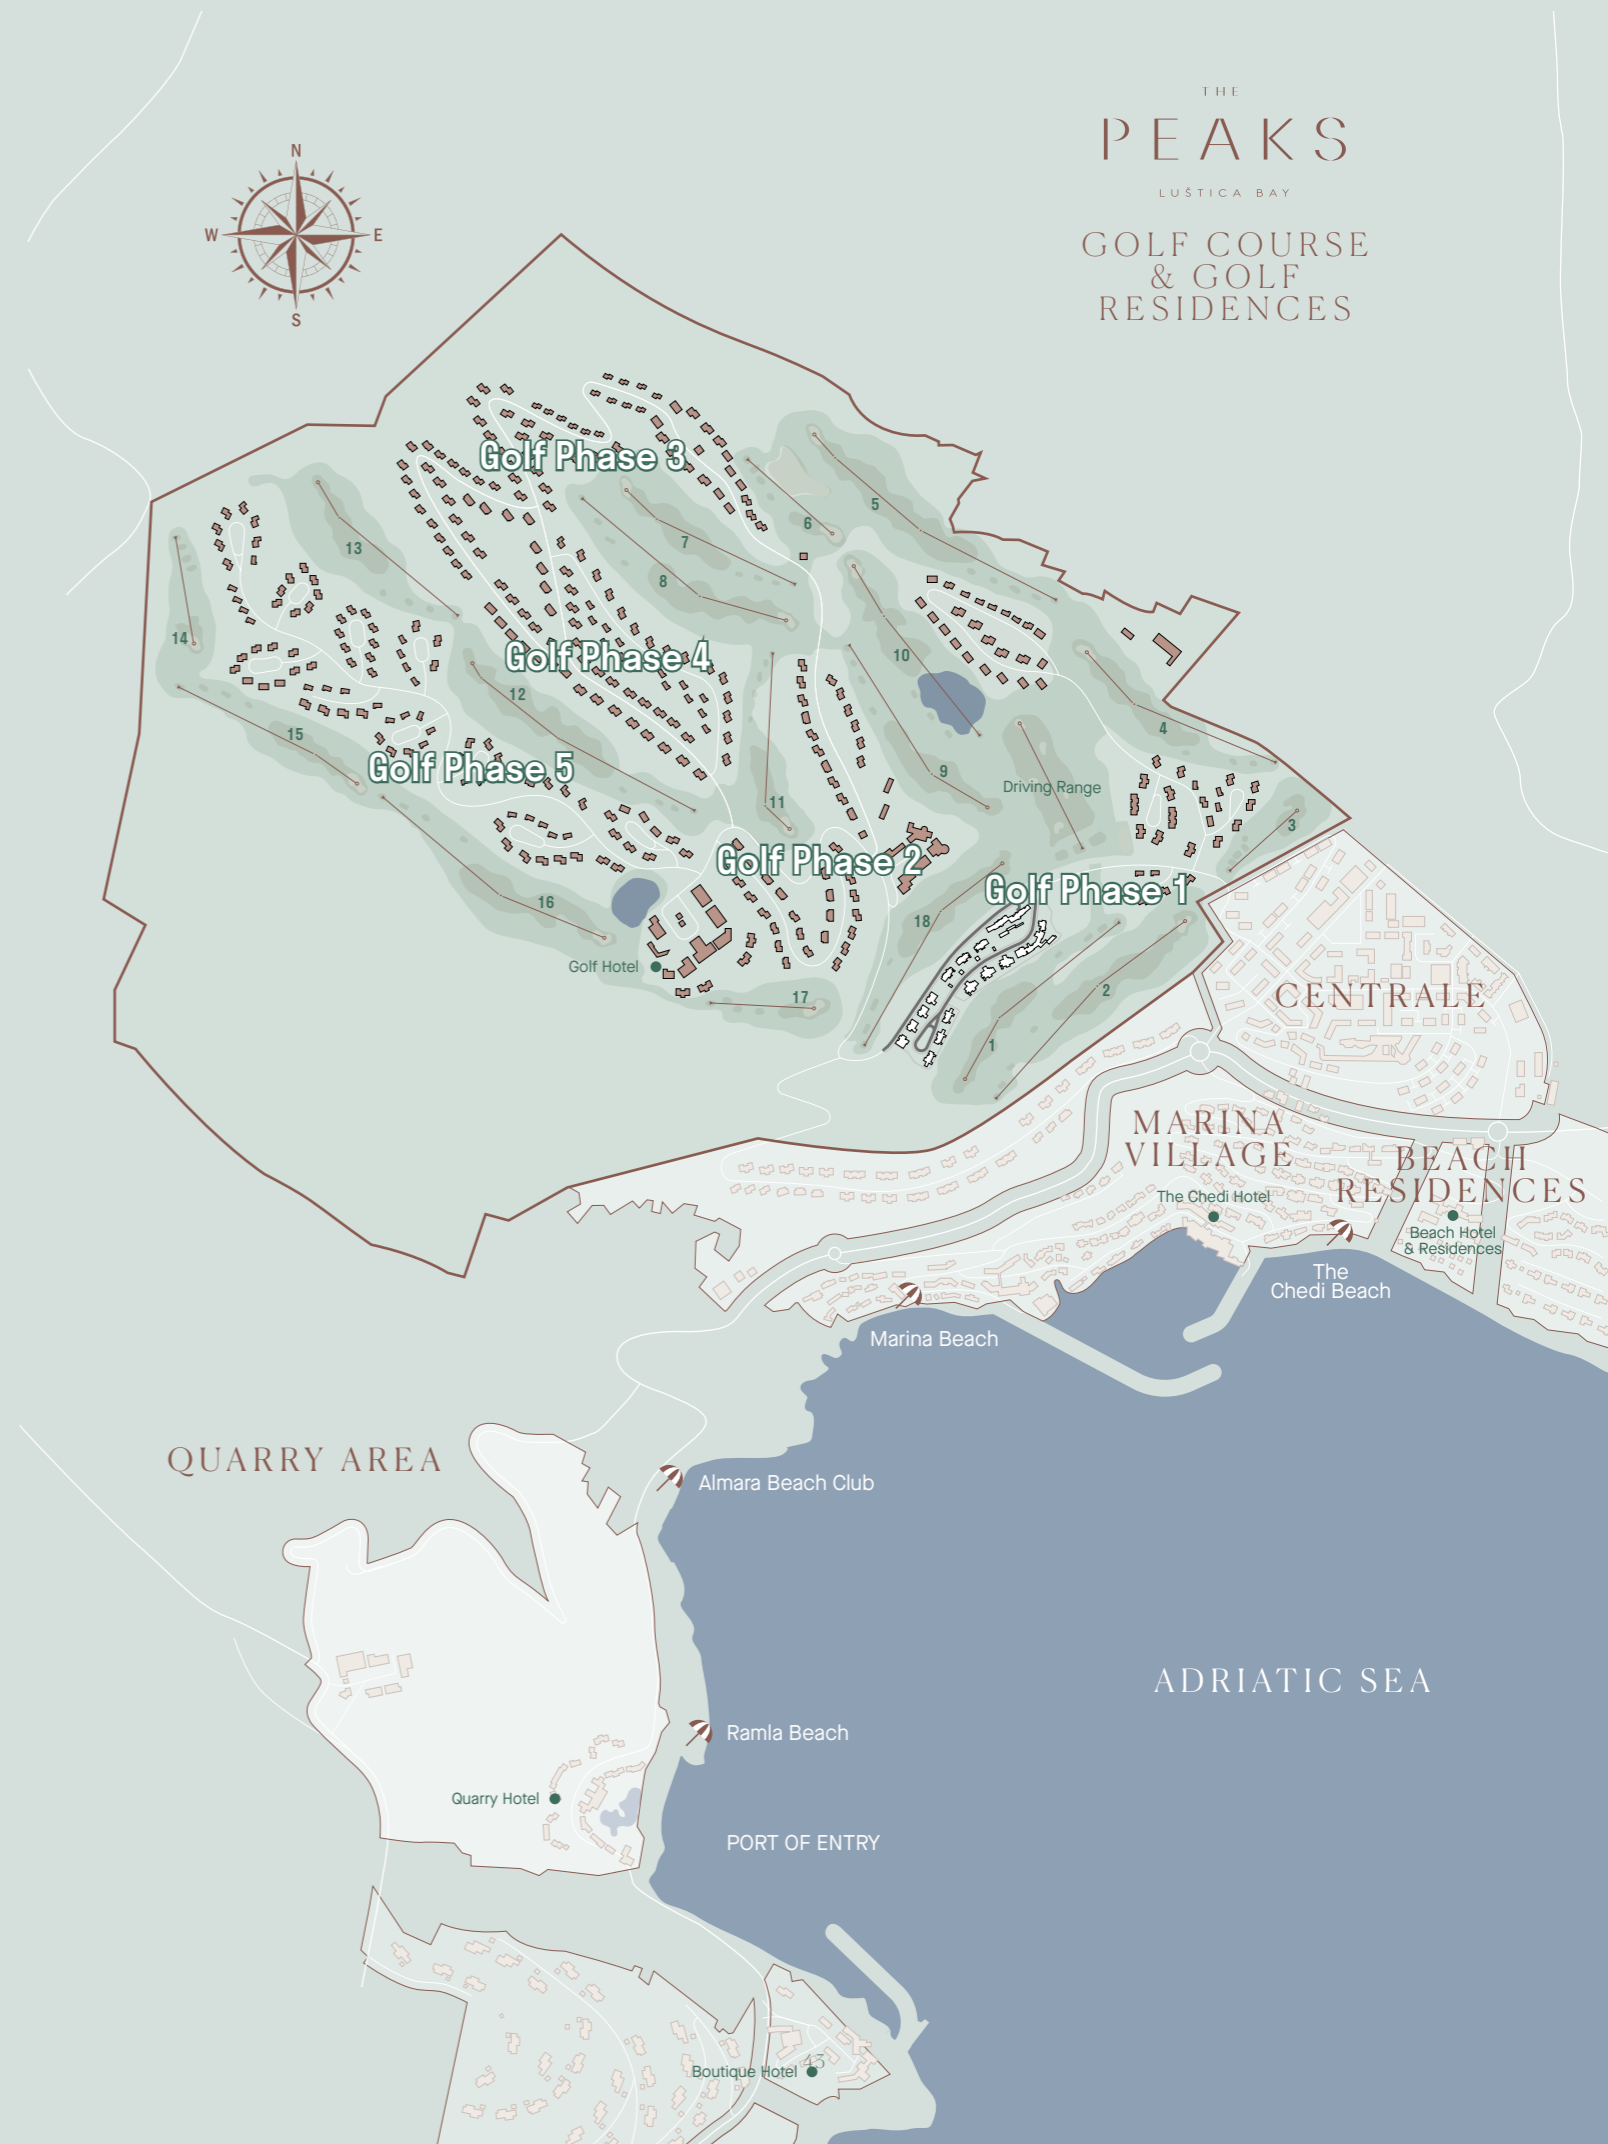 THE
PEAKS
LUŠTICA BAY
GOLF COURSE
& GOLF
RESIDENCES
N
W
E
S
Golf Phase 3
5
6
7
8
13
14
10
Golf Phase 4
12
4
15
9
Golf Phase 5
Driving Range
11
3
Golf Phase 2
Golf Phase 1
16
18
Golf Hotel
17
2
1
CENTRALE
MARINA
VILLAGE
BEACH
RESIDENCES
The Chedi Hotel
Beach Hotel
& Residences
The
Chedi Beach
Marina Beach
QUARRY AREA
Almara Beach Club
ADRIATIC SEA
Ramla Beach
Quarry Hotel
PORT OF ENTRY
43
Boutique Hotel